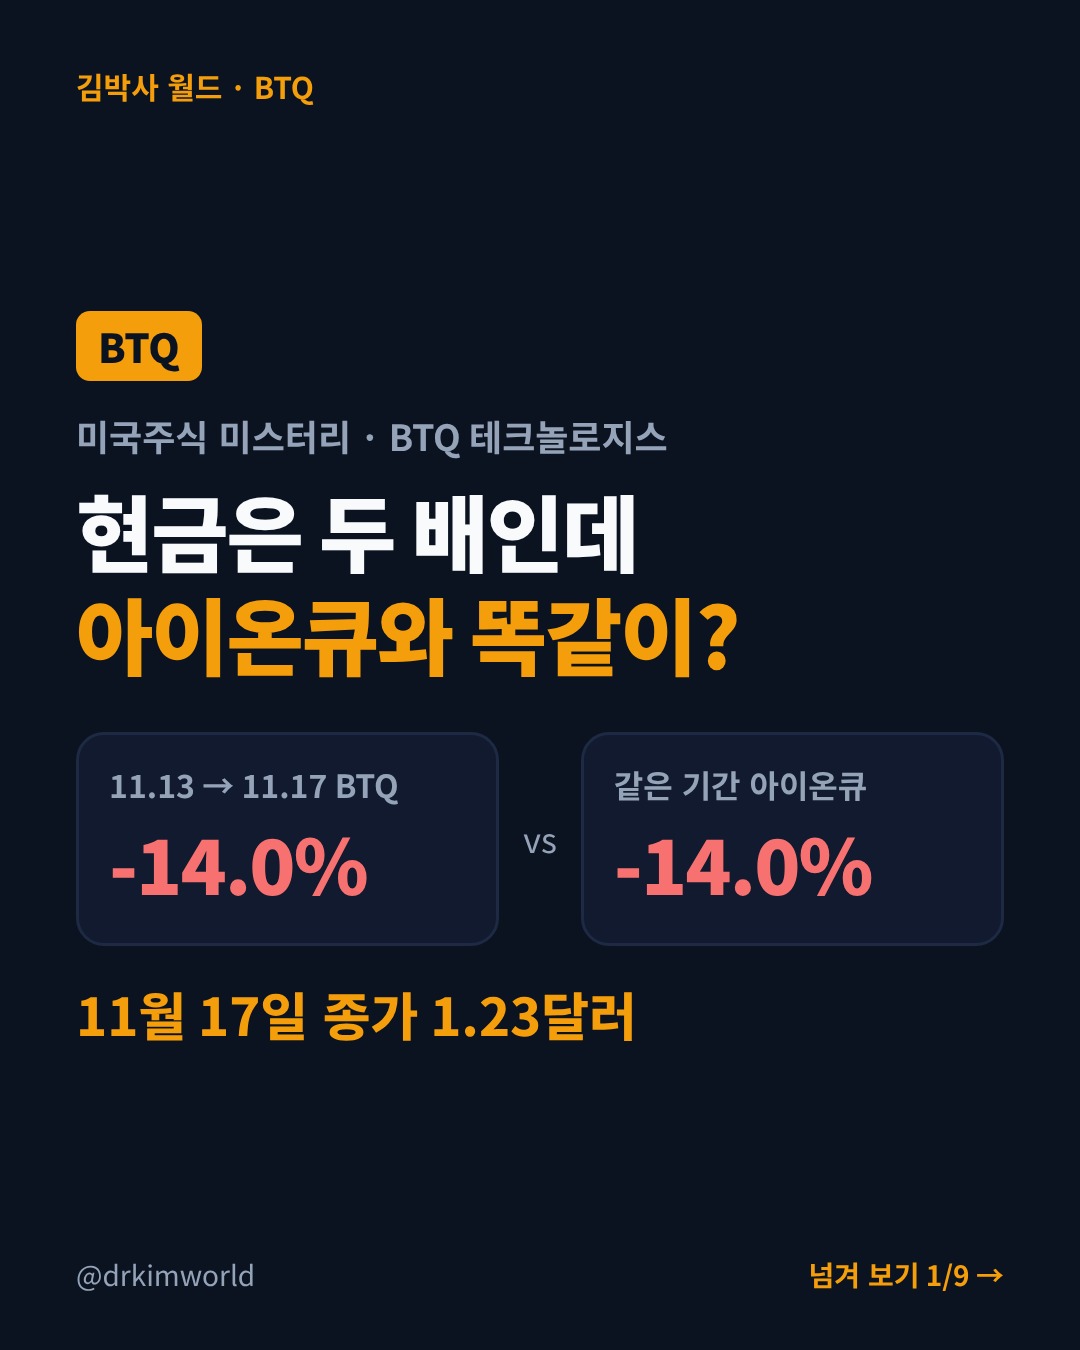 김박사 월드 · BTQ
BTQ
미국주식 미스터리 · BTQ 테크놀로지스
현금은 두 배인데
아이온큐와 똑같이?
11.13 → 11.17 BTQ
-14.0%
vs
같은 기간 아이온큐
-14.0%
11월 17일 종가 1.23달러
@drkimworld
넘겨 보기 1/9 →